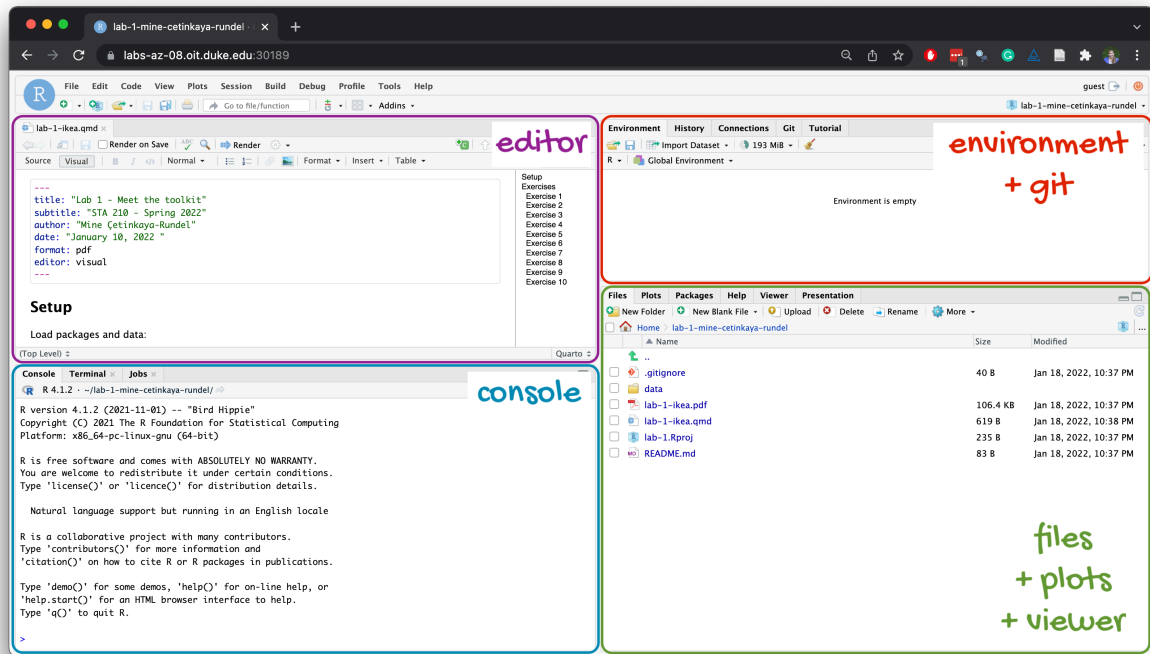 lab-1-mine-cetinkaya-rundel ·
labs-az-08.oit.duke.edu:30189
1
R
File Edit Code View Plots Session Build Debug Profile Tools Help
guest
Go to file/function
Addins
lab-1-mine-cetinkaya-rundel
lab-1-ikea.qmd
editor
Render on Save
ABC
Render
Source Visual B I </> Normal Format Insert Table
---
title: "Lab 1 - Meet the toolkit"
subtitle: "STA 210 - Spring 2022"
author: "Mine Çetinkaya-Rundel"
date: "January 10, 2022 "
format: pdf
editor: visual
---
Setup
Load packages and data:
Setup
Exercises
Exercise 1
Exercise 2
Exercise 3
Exercise 4
Exercise 5
Exercise 6
Exercise 7
Exercise 8
Exercise 9
Exercise 10
(Top Level)
Quarto
Environment History Connections Git Tutorial
Import Dataset
193 MiB
R
Global Environment
environment
+ git
Environment is empty
Console Terminal Jobs
R 4.1.2 · ~/lab-1-mine-cetinkaya-rundel/
console
R version 4.1.2 (2021-11-01) -- "Bird Hippie"
Copyright (C) 2021 The R Foundation for Statistical Computing
Platform: x86_64-pc-linux-gnu (64-bit)
R is free software and comes with ABSOLUTELY NO WARRANTY.
You are welcome to redistribute it under certain conditions.
Type 'license()' or 'licence()' for distribution details.
Natural language support but running in an English locale
R is a collaborative project with many contributors.
Type 'contributors()' for more information and
'citation()' on how to cite R or R packages in publications.
Type 'demo()' for some demos, 'help()' for on-line help, or
'help.start()' for an HTML browser interface to help.
Type 'q()' to quit R.
>
Files Plots Packages Help Viewer Presentation
New Folder New Blank File Upload Delete Rename More
Home lab-1-mine-cetinkaya-rundel
...
Name Size Modified
..
.gitignore 40 B Jan 18, 2022, 10:37 PM
data
lab-1-ikea.pdf 106.4 KB Jan 18, 2022, 10:37 PM
lab-1-ikea.qmd 619 B Jan 18, 2022, 10:38 PM
lab-1.Rproj 235 B Jan 18, 2022, 10:37 PM
README.md 83 B Jan 18, 2022, 10:37 PM
files
+ plots
+ viewer